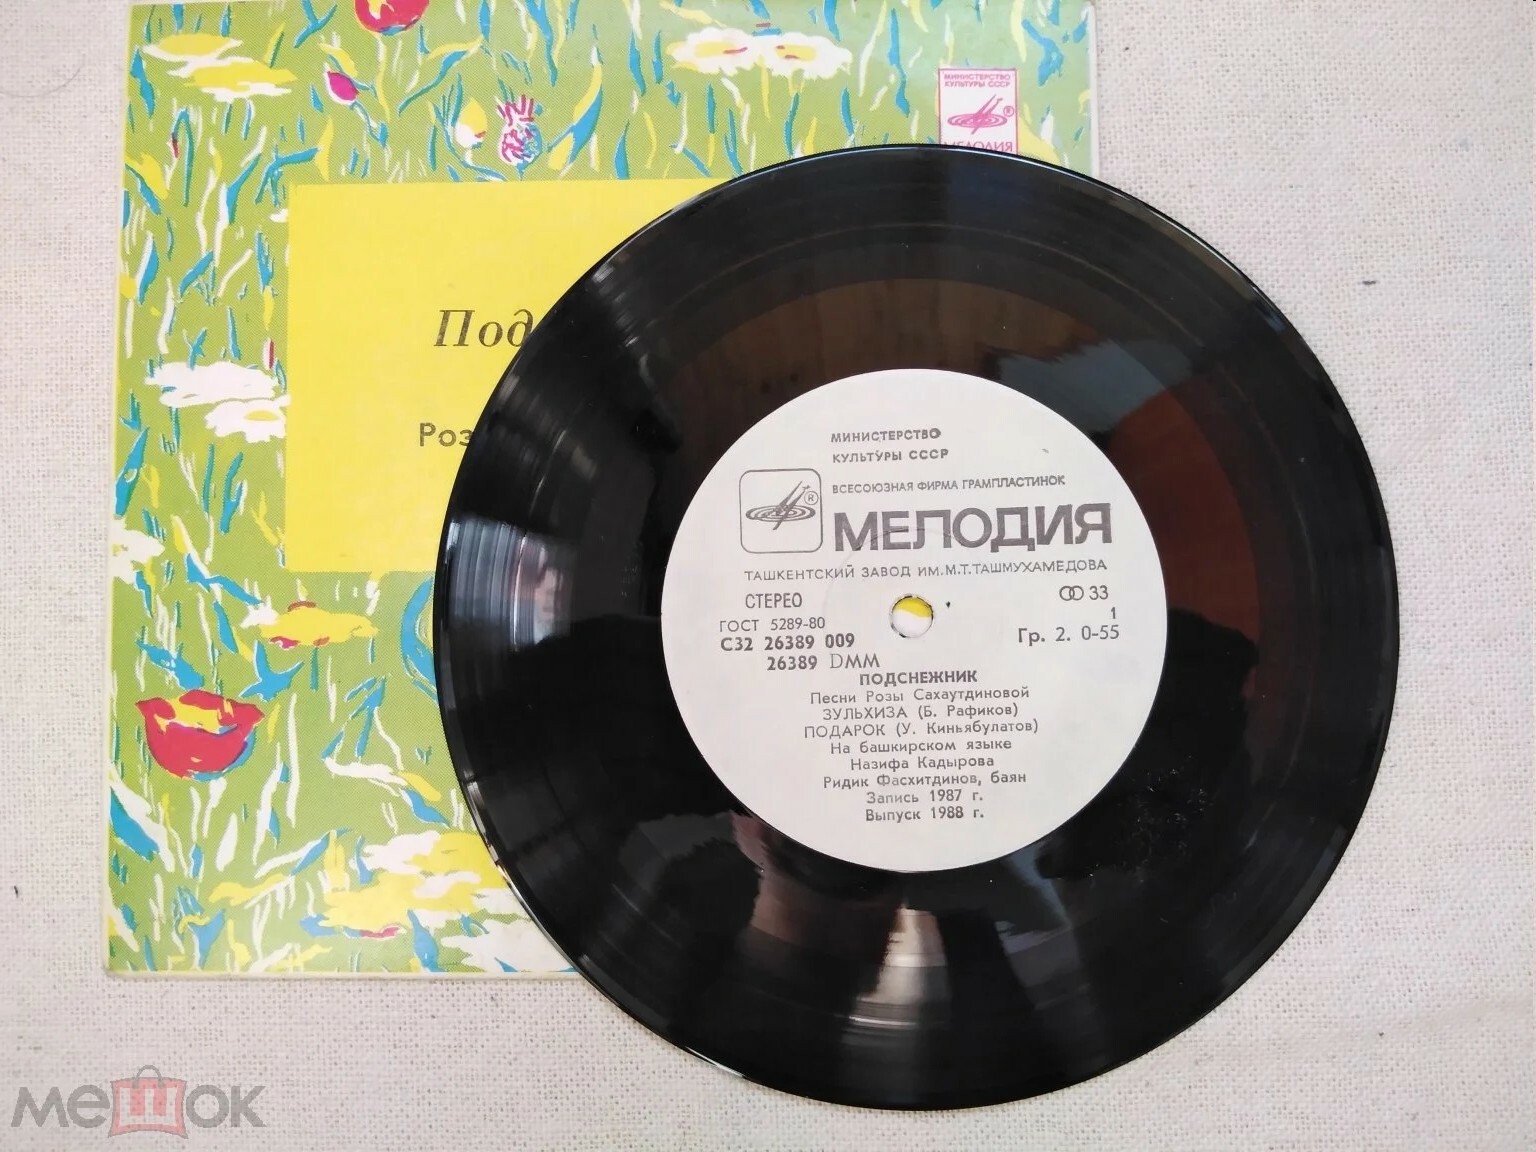 МИНИСТЕРСТВО
КУЛЬТУРЫ СССР
МЕЛОДИЯ
Под
Роз
МИНИСТЕРСТВО
КУЛЬТУРЫ СССР
ВСЕСОЮЗНАЯ ФИРМА ГРАМПЛАСТИНОК
МЕЛОДИЯ
ТАШКЕНТСКИЙ ЗАВОД ИМ.М.Т.ТАШМУХАМЕДОВА
СТЕРЕО 33
ГОСТ 5289-80 1
С32 26389 009 Гр. 2. 0-55
26389 DMM
ПОДСНЕЖНИК
Песни Розы Сахаутдиновой
ЗУЛЬХИЗА (Б. Рафиков)
ПОДАРОК (У. Киньябулатов)
На башкирском языке
Назифа Кадырова
Ридик Фасхитдинов, баян
Запись 1987 г.
Выпуск 1988 г.
мешок